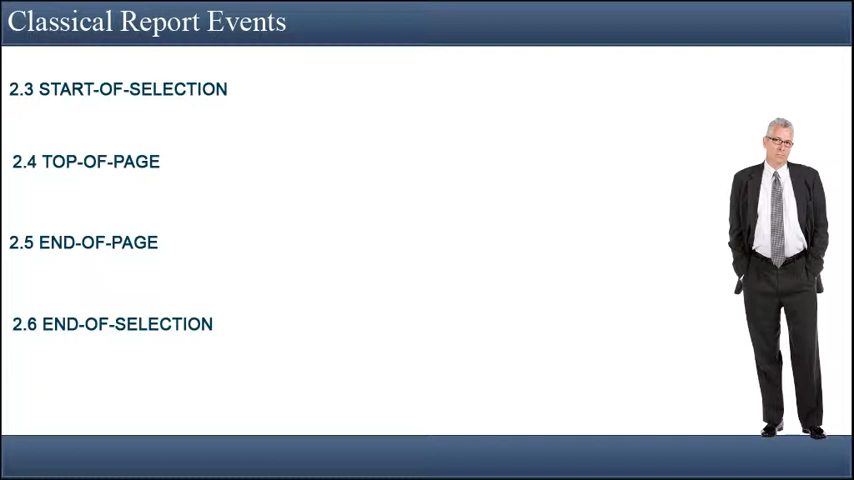 Classical Report Events
2.3 START-OF-SELECTION
2.4 TOP-OF-PAGE
2.5 END-OF-PAGE
2.6 END-OF-SELECTION